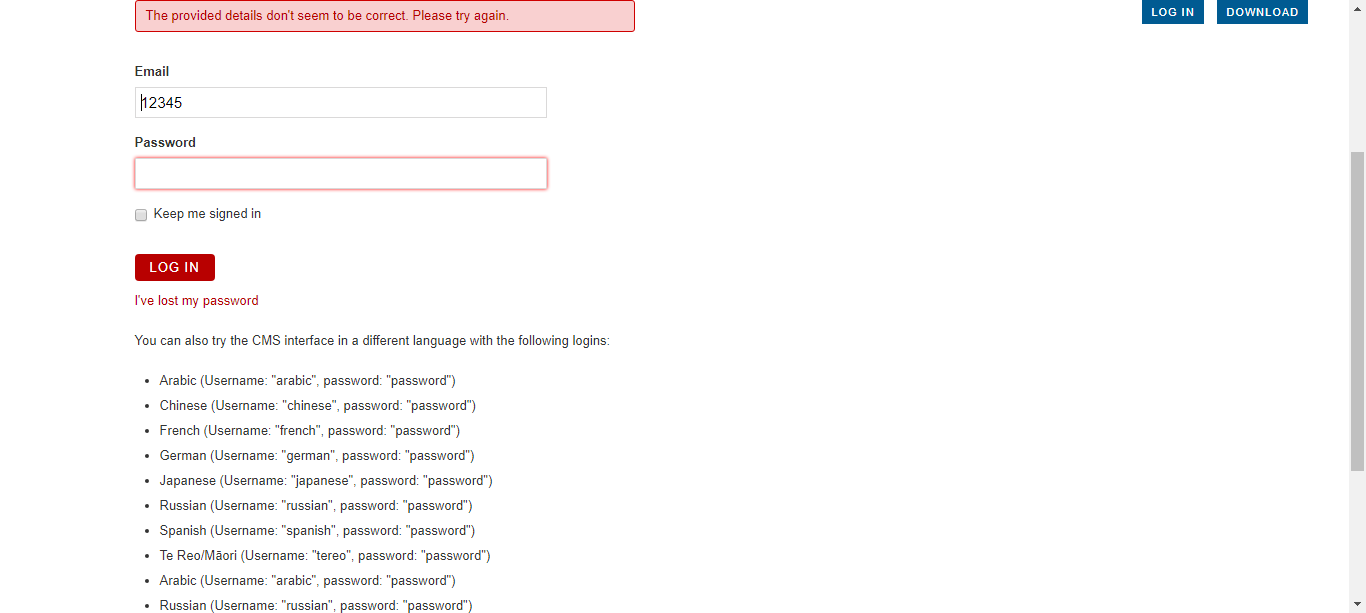 The provided details don't seem to be correct. Please try again.
LOG IN
DOWNLOAD
Email
12345
Password
Keep me signed in
LOG IN
I've lost my password
You can also try the CMS interface in a different language with the following logins:
Arabic (Username: "arabic", password: "password")
Chinese (Username: "chinese", password: "password")
French (Username: "french", password: "password")
German (Username: "german", password: "password")
Japanese (Username: "japanese", password: "password")
Russian (Username: "russian", password: "password")
Spanish (Username: "spanish", password: "password")
Te Reo/Māori (Username: "tereo", password: "password")
Arabic (Username: "arabic", password: "password")
Russian (Username: "russian", password: "password")